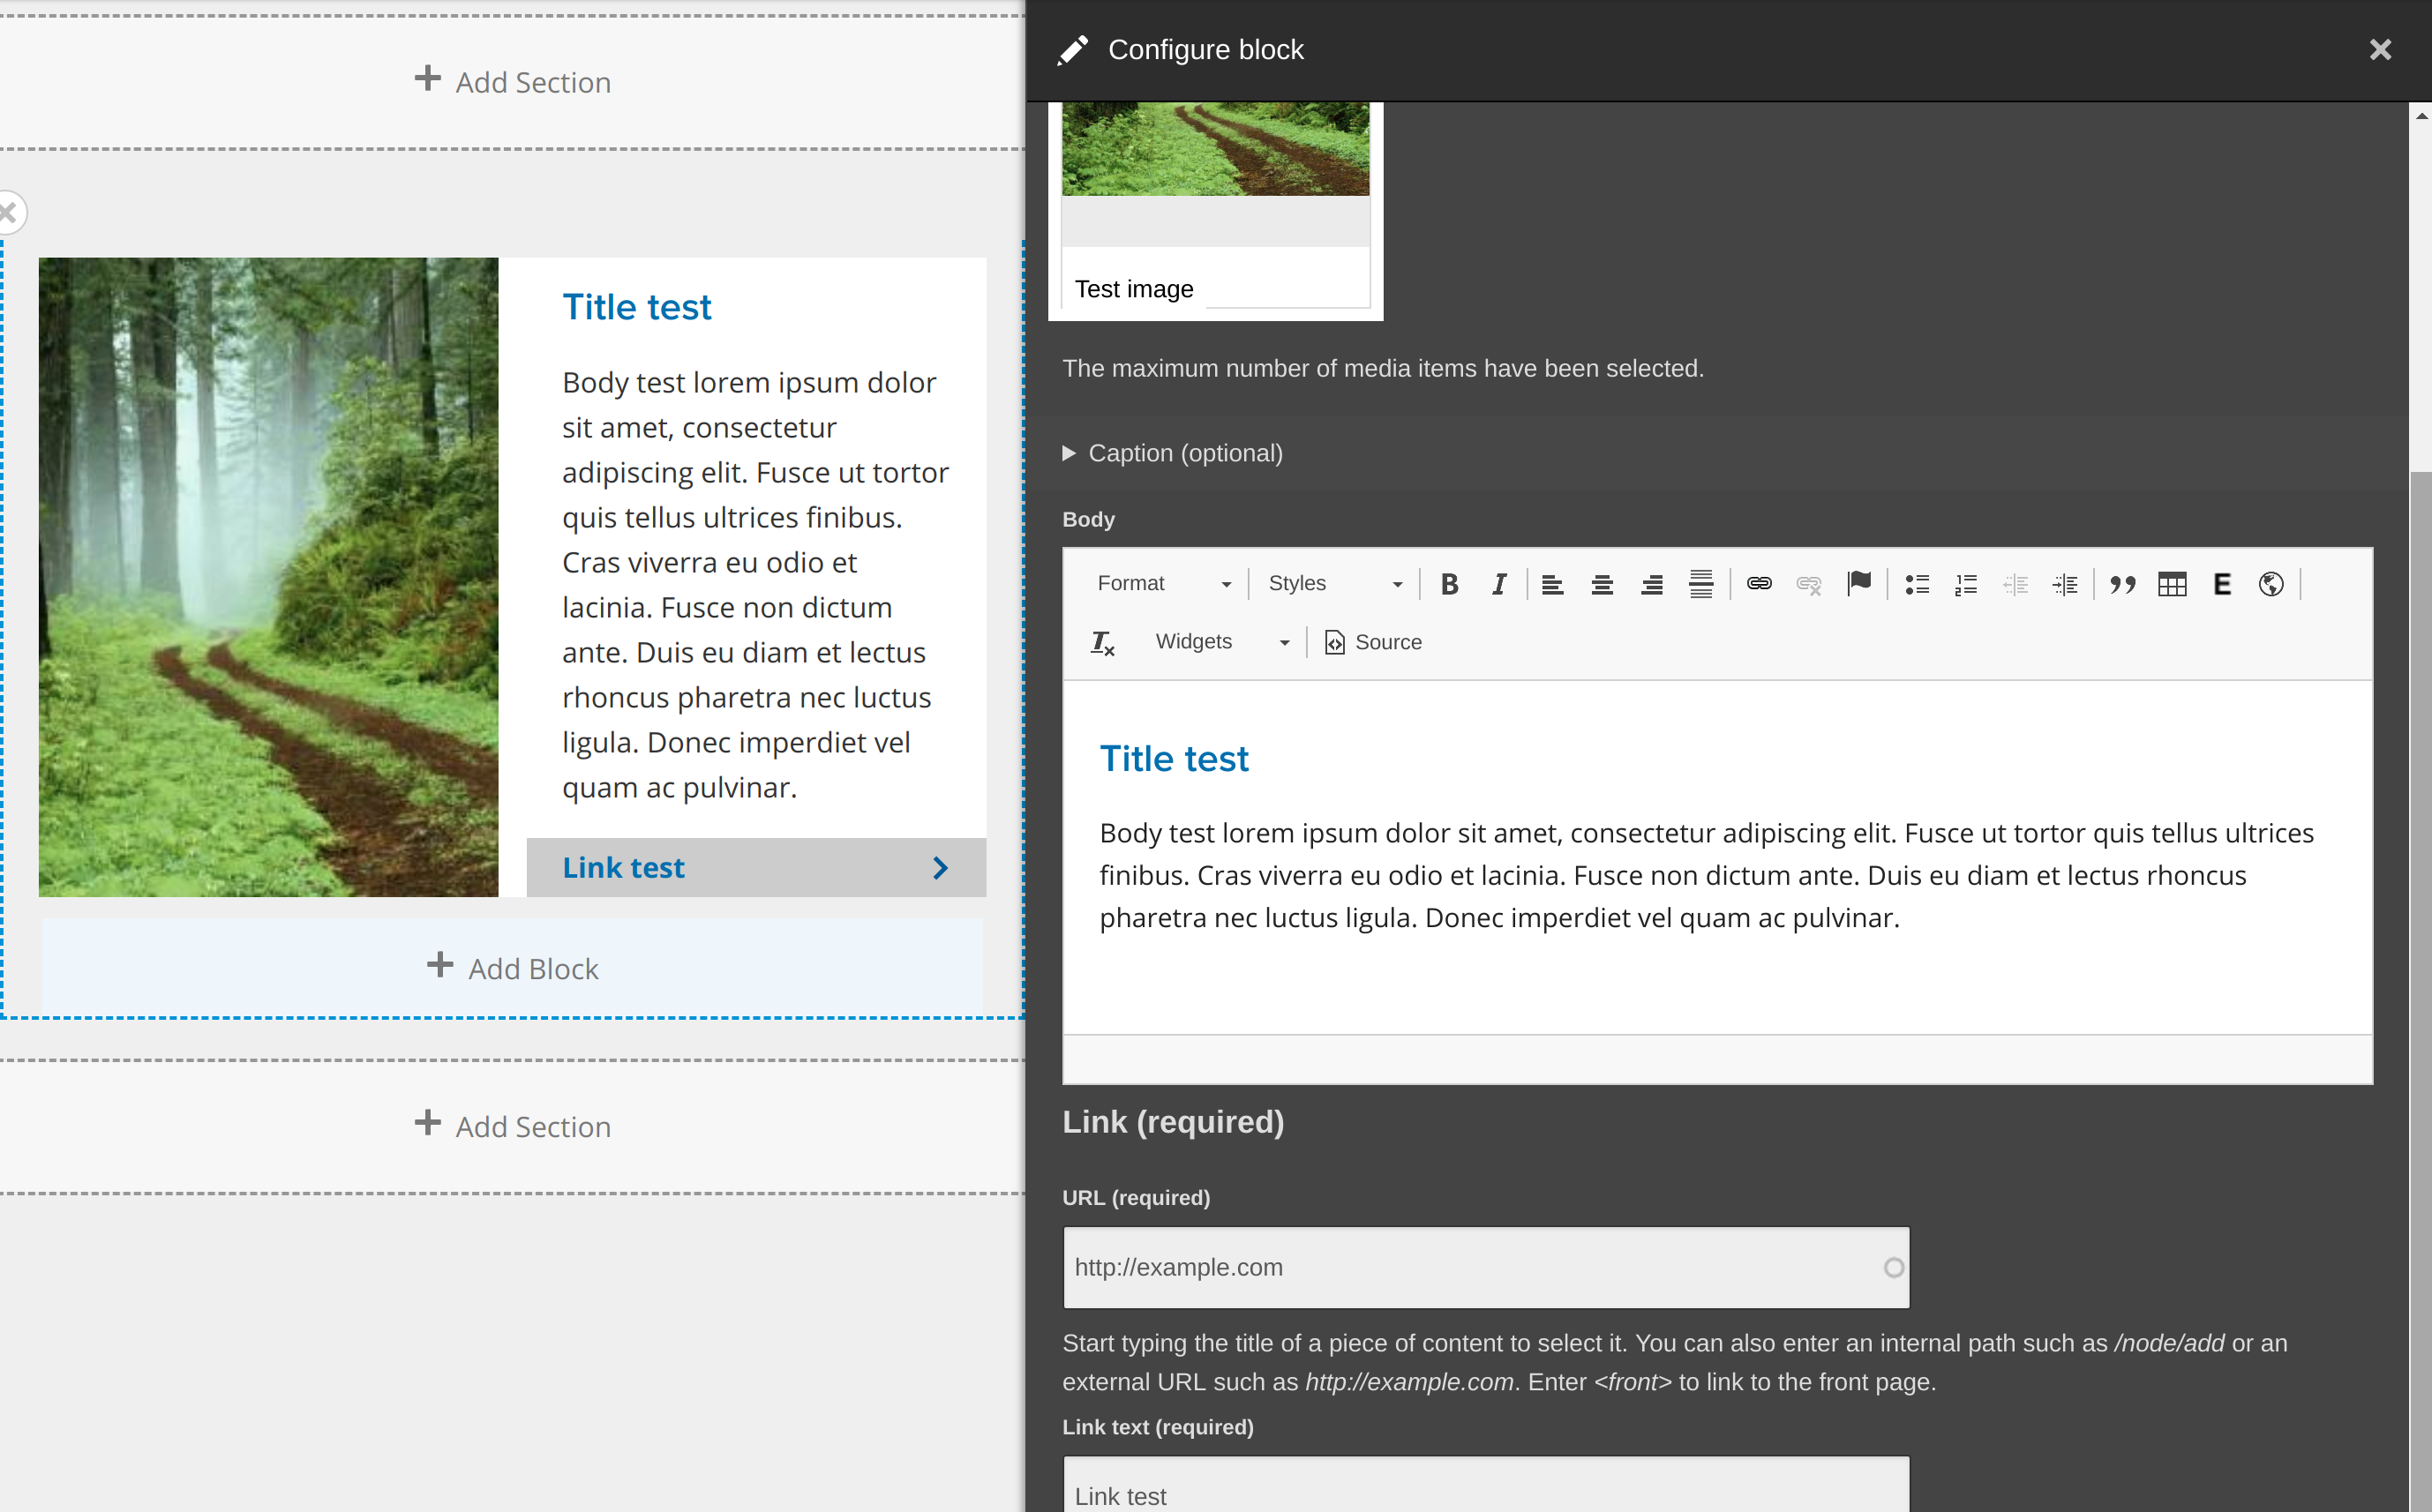 Add Section
Title test
Body test lorem ipsum dolor
sit amet, consectetur
adipiscing elit. Fusce ut tortor
quis tellus ultrices finibus.
Cras viverra eu odio et
lacinia. Fusce non dictum
ante. Duis eu diam et lectus
rhoncus pharetra nec luctus
ligula. Donec imperdiet vel
quam ac pulvinar.
Link test
Add Block
Add Section
Configure block
Test image
The maximum number of media items have been selected.
Caption (optional)
Body
Format Styles B I E
Widgets Source
Title test
Body test lorem ipsum dolor sit amet, consectetur adipiscing elit. Fusce ut tortor quis tellus ultrices
finibus. Cras viverra eu odio et lacinia. Fusce non dictum ante. Duis eu diam et lectus rhoncus
pharetra nec luctus ligula. Donec imperdiet vel quam ac pulvinar.
Link (required)
URL (required)
http://example.com
Start typing the title of a piece of content to select it. You can also enter an internal path such as /node/add or an
external URL such as http://example.com. Enter <front> to link to the front page.
Link text (required)
Link test